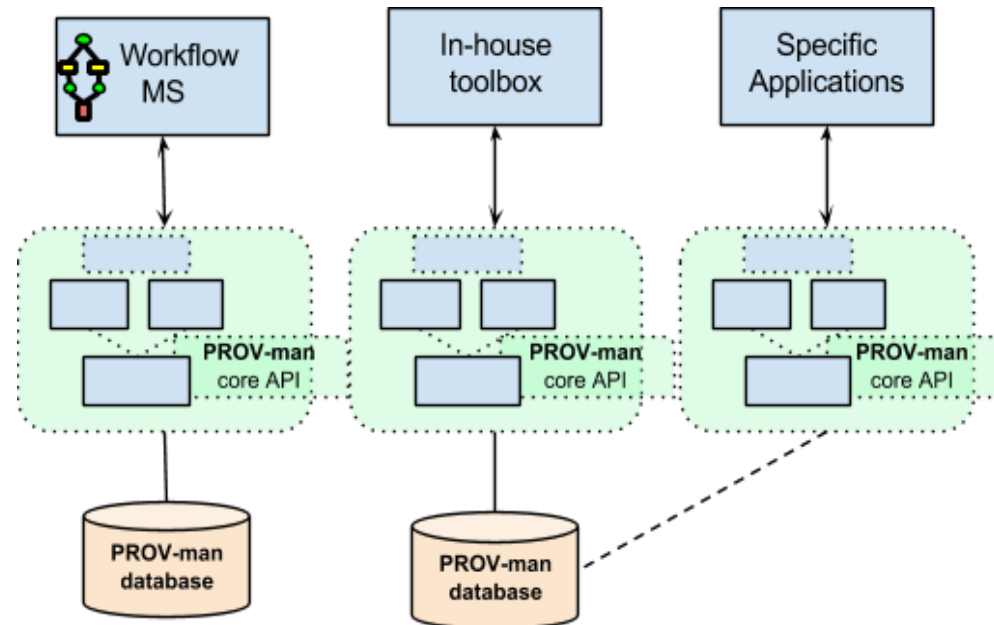 Workflow
MS
In-house
toolbox
Specific
Applications
PROV-man
core API
PROV-man
core API
PROV-man
core API
PROV-man
database
PROV-man
database